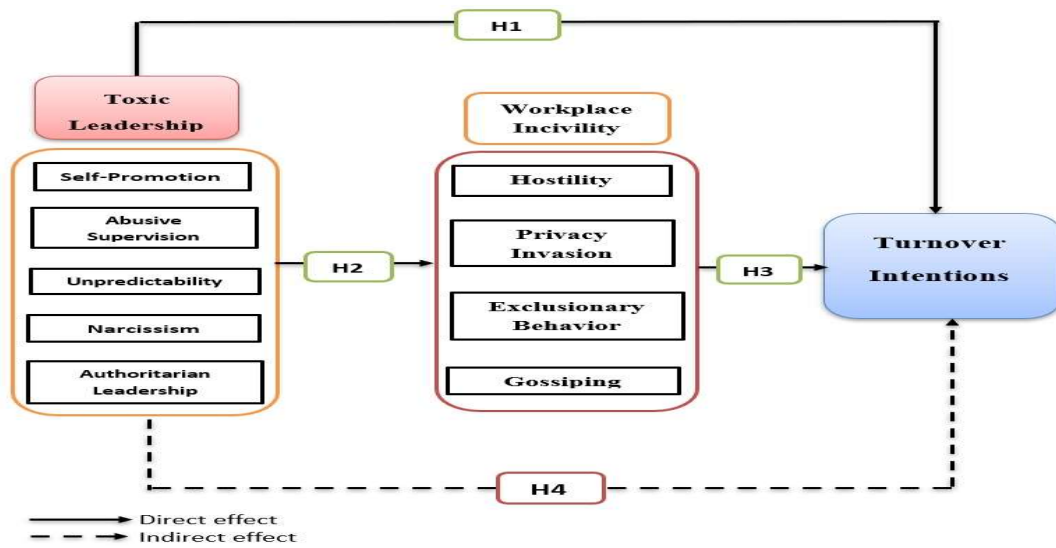 H1
Toxic
Leadership
Workplace
Incivility
Self-Promotion
Abusive
Supervision
Unpredictability
Narcissism
Authoritarian
Leadership
H2
Hostility
Privacy
Invasion
Exclusionary
Behavior
Gossiping
H3
Turnover
Intentions
H4
Direct effect
Indirect effect